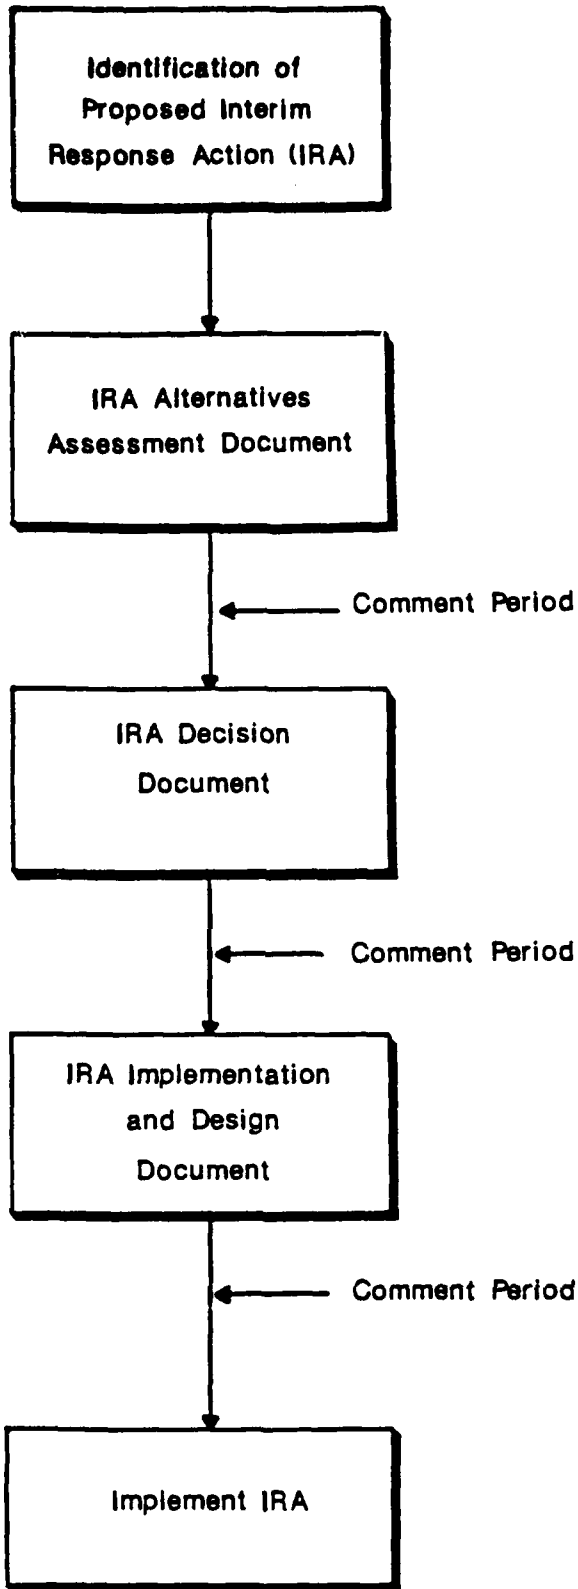 Identification of
Proposed Interim
Response Action (IRA)
IRA Alternatives
Assessment Document
Comment Period
IRA Decision
Document
Comment Period
IRA Implementation
and Design
Document
Comment Period
Implement IRA